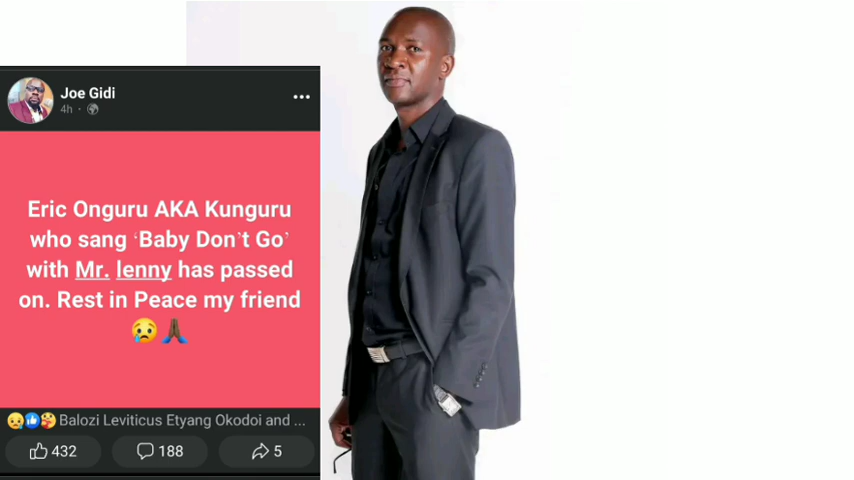 Joe Gidi
4h ·
Eric Onguru AKA Kunguru
who sang ‘Baby Don’t Go’
with Mr. lenny has passed
on. Rest in Peace my friend
😢🙏🏿
Balozi Leviticus Etyang Okodoi and ...
432
188
5